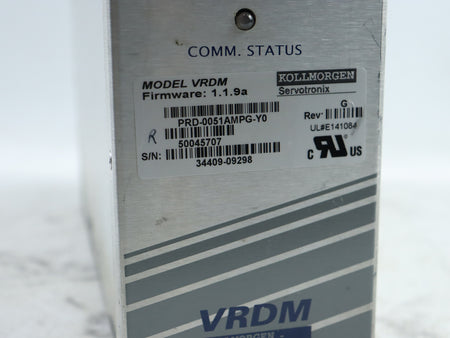 COMM. STATUS
MODEL VRDM
Firmware: 1.1.9a
KOLLMORGEN
Servotronix
PRD-0051AMPG-Y0
G
Rev:
R
50045707
UL#E141084
S/N:
34409-09298
C US
VRDM